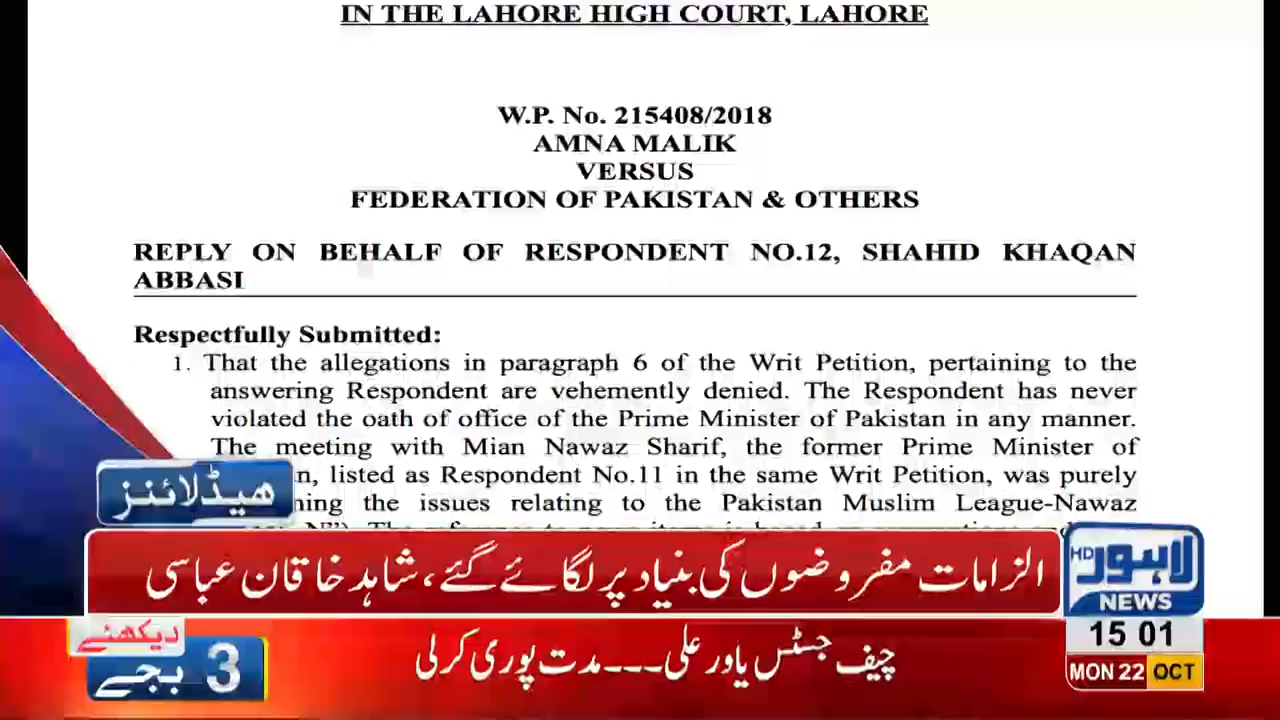 IN THE LAHORE HIGH COURT, LAHORE
W.P. No. 215408/2018
AMNA MALIK
VERSUS
FEDERATION OF PAKISTAN & OTHERS
REPLY ON BEHALF OF RESPONDENT NO.12, SHAHID KHAQAN
ABBASI
Respectfully Submitted:
1. That the allegations in paragraph 6 of the Writ Petition, pertaining to the
answering Respondent are vehemently denied. The Respondent has never
violated the oath of office of the Prime Minister of Pakistan in any manner.
The meeting with Mian Nawaz Sharif, the former Prime Minister of
n, listed as Respondent No.11 in the same Writ Petition, was purely
ning the issues relating to the Pakistan Muslim League-Nawaz
ھیڈلائنز
الزامات مفروضوں کی بنیاد پر لگائے گئے، شاہد خاقان عباسی
HD لاہور
NEWS
دیکھئے
3 بجے
چیف جسٹس یاور علی۔۔۔ مدت پوری کرلی
15 01
MON 22 OCT